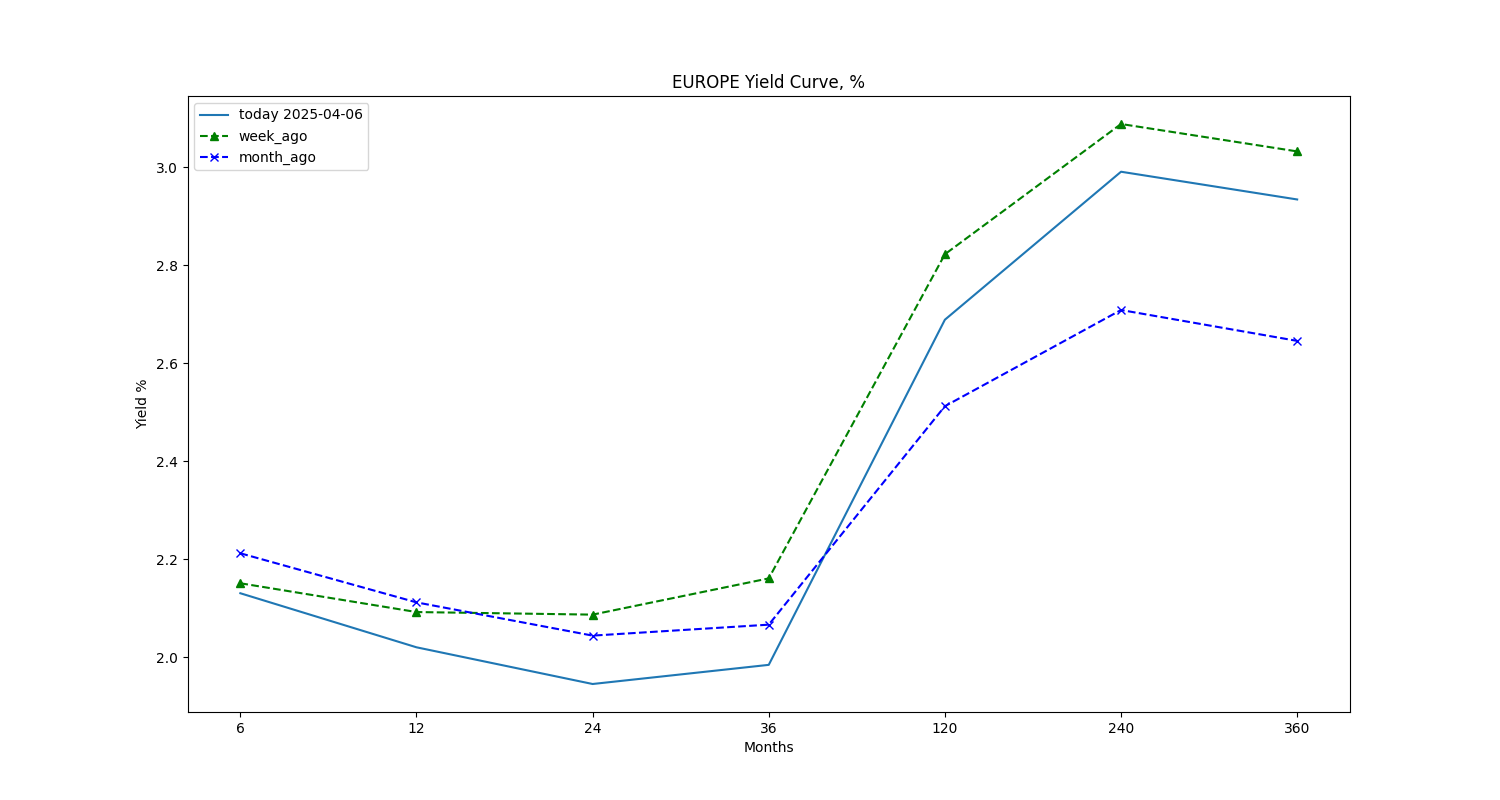 EUROPE Yield Curve, %
today 2025-04-06
week_ago
month_ago
3.0
2.8
2.6
2.4
2.2
2.0
Yield %
6 12 24 36 120 240 360
Months